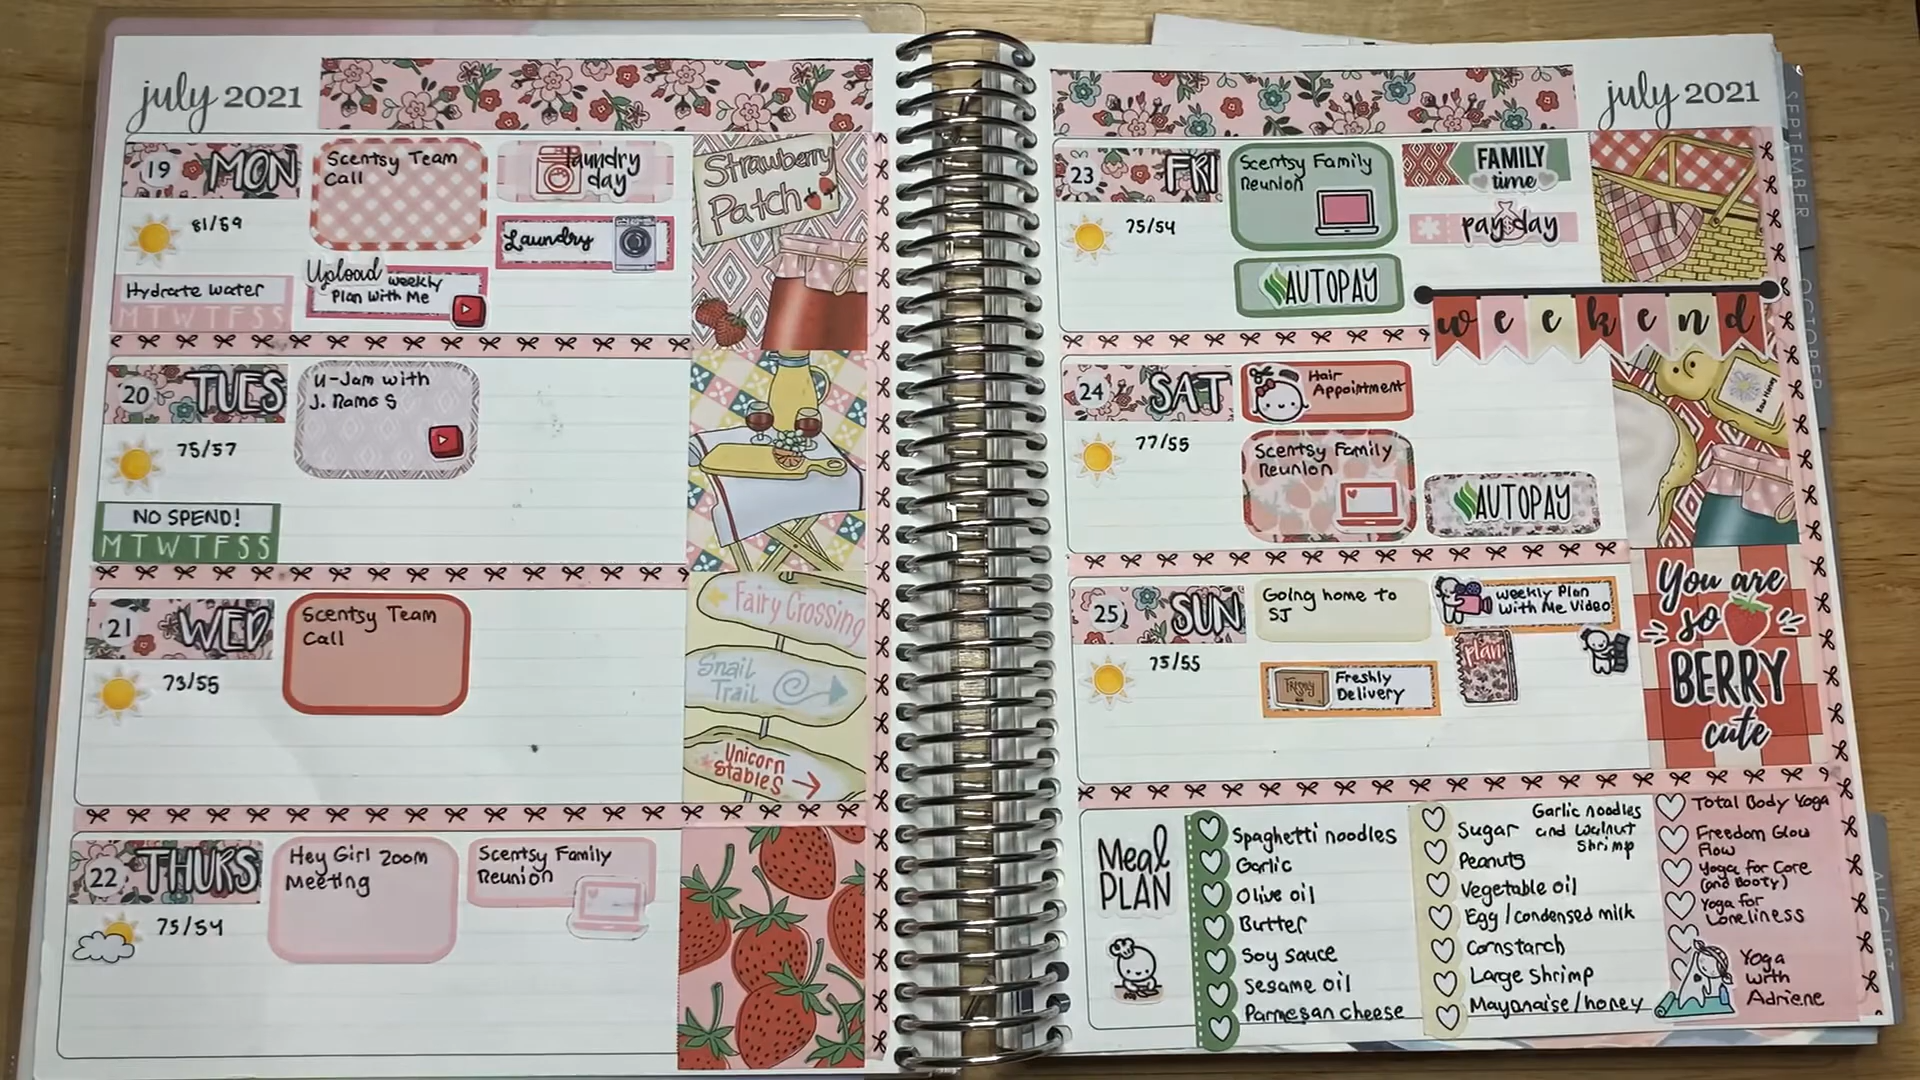 july 2021
19 MON
81/59
Hydrate water
MTWTFSS
Scentsy Team
Call
Upload weekly
Plan With Me
laundry
day
Laundry
Strawberry
Patch
20 TUES
75/57
NO SPEND!
MTWTFSS
U-Jam with
J. Ramos
21 WED
73/55
Scentsy Team
Call
Fairy Crossing
Snail
Trail
Unicorn
Stables
22 THURS
75/54
Hey Girl Zoom
Meeting
Scentsy Family
Reunion
july 2021
23 FRI
75/54
Scentsy Family
Reunion
AUTOPAY
FAMILY
time
pay day
weekend
24 SAT
77/55
Hair
Appointment
Scentsy Family
Reunion
AUTOPAY
25 SUN
75/55
Going home to
SJ
Freshly
Delivery
weekly Plan
With Me Video
Plan
You are
so
BERRY
cute
Meal
PLAN
Spaghetti noodles
Garlic
Olive oil
Butter
Soy sauce
Sesame oil
Parmesan cheese
Garlic noodles
and walnut
shrimp
Sugar
Peanuts
Vegetable oil
Egg/condensed milk
Cornstarch
Large shrimp
Mayonaise/honey
Total Body Yoga
Freedom Glow
Flow
Yoga for Core
(and Booty)
Yoga for
Loneliness
Yoga
with
Adriene
SEPTEMBER
OCTOBER
AUGUST